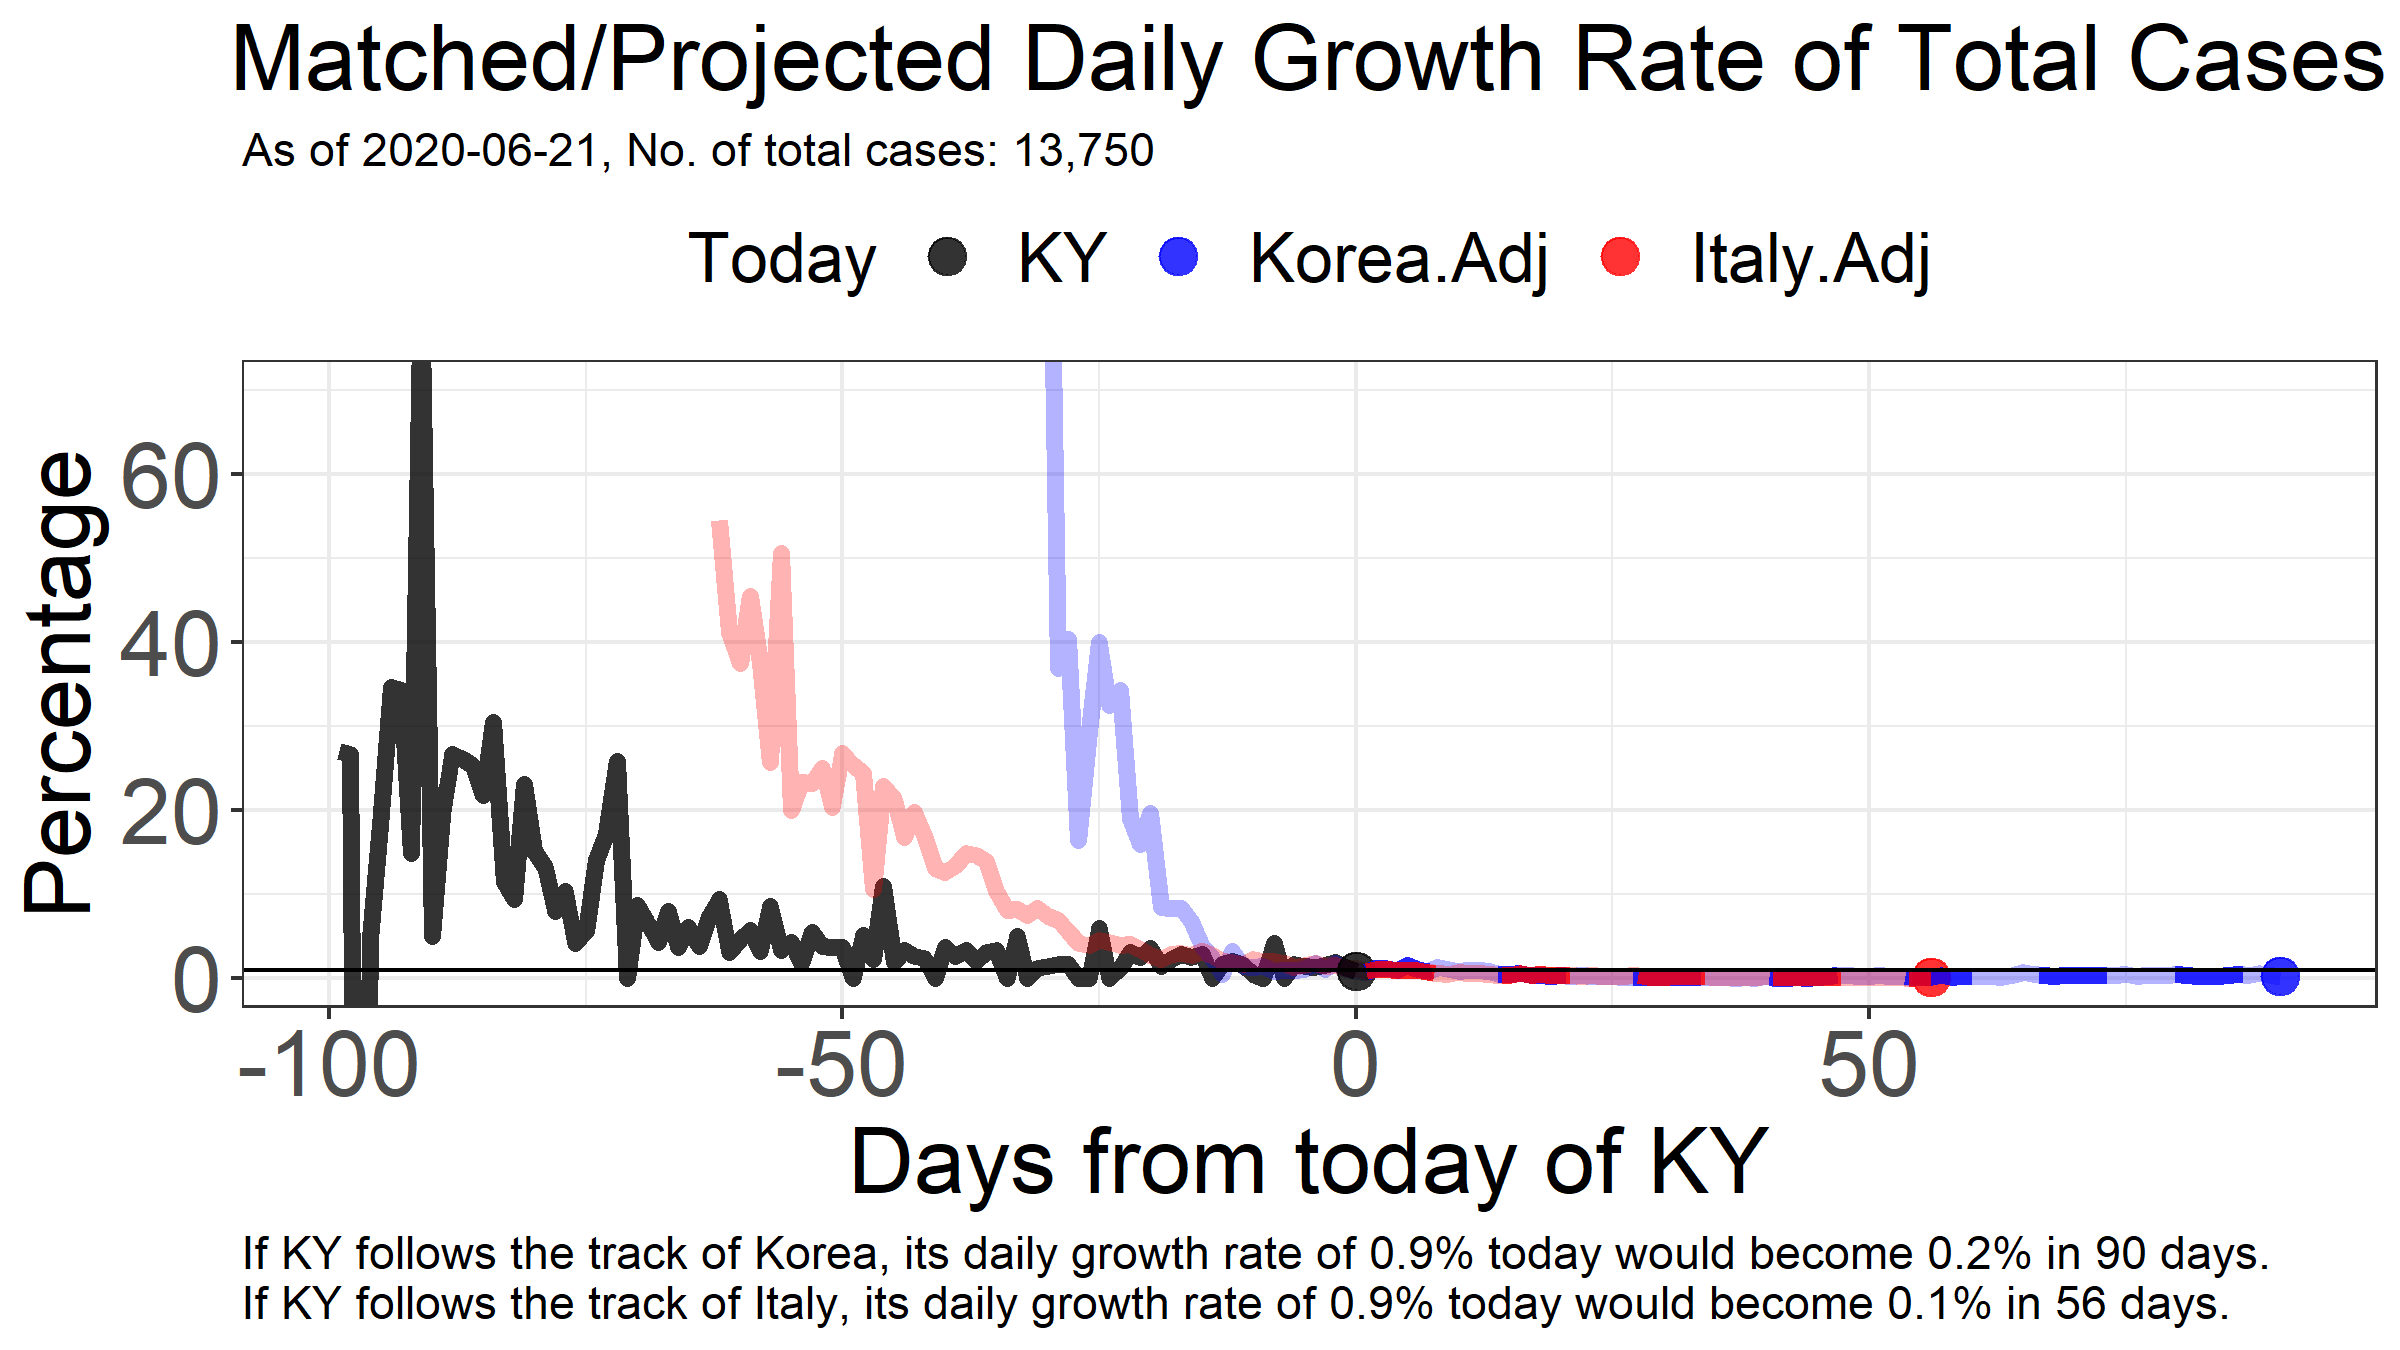 Matched/Projected Daily Growth Rate of Total Cases
As of 2020-06-21, No. of total cases: 13,750
Today KY Korea.Adj Italy.Adj
Percentage
60
40
20
0
-100 -50 0 50
Days from today of KY
If KY follows the track of Korea, its daily growth rate of 0.9% today would become 0.2% in 90 days.
If KY follows the track of Italy, its daily growth rate of 0.9% today would become 0.1% in 56 days.